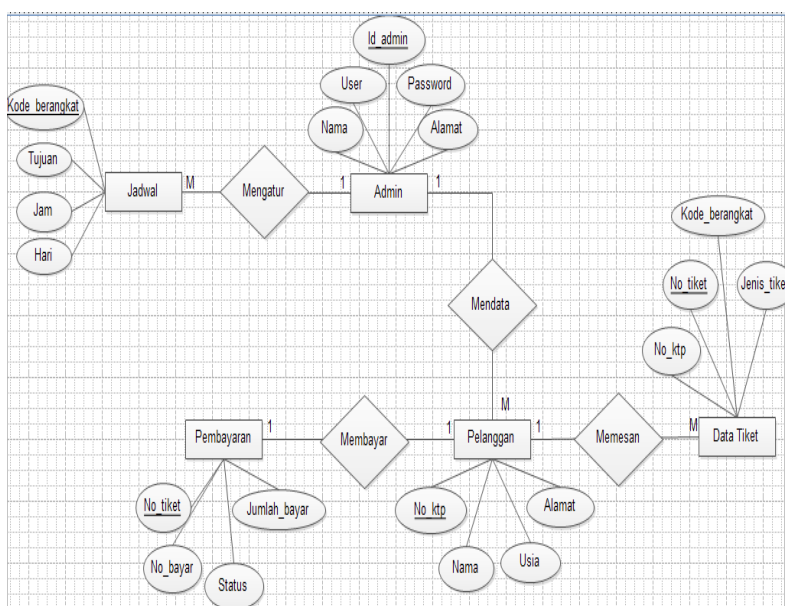 Id_admin
User
Password
Kode_berangkat
Nama
Alamat
Tujuan
Jadwal
M
Mengatur
1
Admin
1
Jam
Hari
Kode_berangkat
No_tiket
Jenis_tike
Mendata
No_ktp
M
Pembayaran
1
Membayar
1
Pelanggan
1
Memesan
M
Data Tiket
No_tiket
Jumlah_bayar
No_ktp
Alamat
No_bayar
Status
Nama
Usia